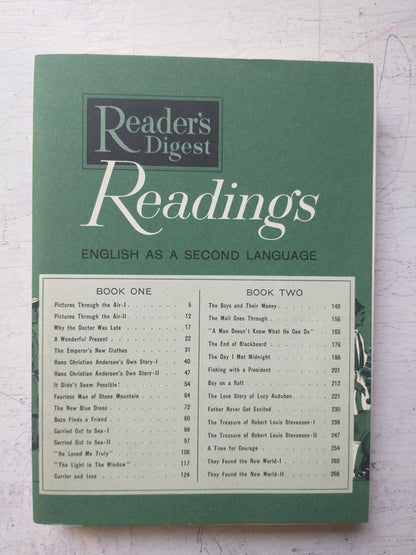 Reader's
Digest
Readings
ENGLISH AS A SECOND LANGUAGE
BOOK ONE
Pictures Through the Air-I . . . . . . . 5
Pictures Through the Air-II . . . . . . . 12
Why the Doctor Was Late . . . . . . . 17
A Wonderful Present . . . . . . . 22
The Emperor's New Clothes . . . . . . . 31
Hans Christian Andersen's Own Story-I . . 40
Hans Christian Andersen's Own Story-II . . 47
It Didn't Seem Possible! . . . . . . . 54
Fearless Man of Stone Mountain . . . . . 64
The New Blue Dress . . . . . . . 72
Bozo Finds a Friend . . . . . . . 80
Carried Out to Sea-I . . . . . . . 88
Carried Out to Sea-II . . . . . . . 97
"He Loved Me Truly" . . . . . . . 106
"The Light in the Window" . . . . . . . 117
Currier and Ives . . . . . . . 124
BOOK TWO
The Boys and Their Money . . . . . . . 149
The Mail Goes Through . . . . . . . 156
"A Man Doesn't Know What He Can Do" . . 165
The End of Blackboard . . . . . . . 176
The Day I Met Midnight . . . . . . . 188
Fishing with a President . . . . . . . 201
Boy on a Raft . . . . . . . 212
The Love Story of Lucy Audubon . . . . . 221
Father Never Got Excited . . . . . . . 230
The Treasure of Robert Louis Stevenson-I . 238
The Treasure of Robert Louis Stevenson-II . 247
A Time for Courage . . . . . . . 254
They Found the New World-I . . . . . . . 260
They Found the New World-II . . . . . . . 268